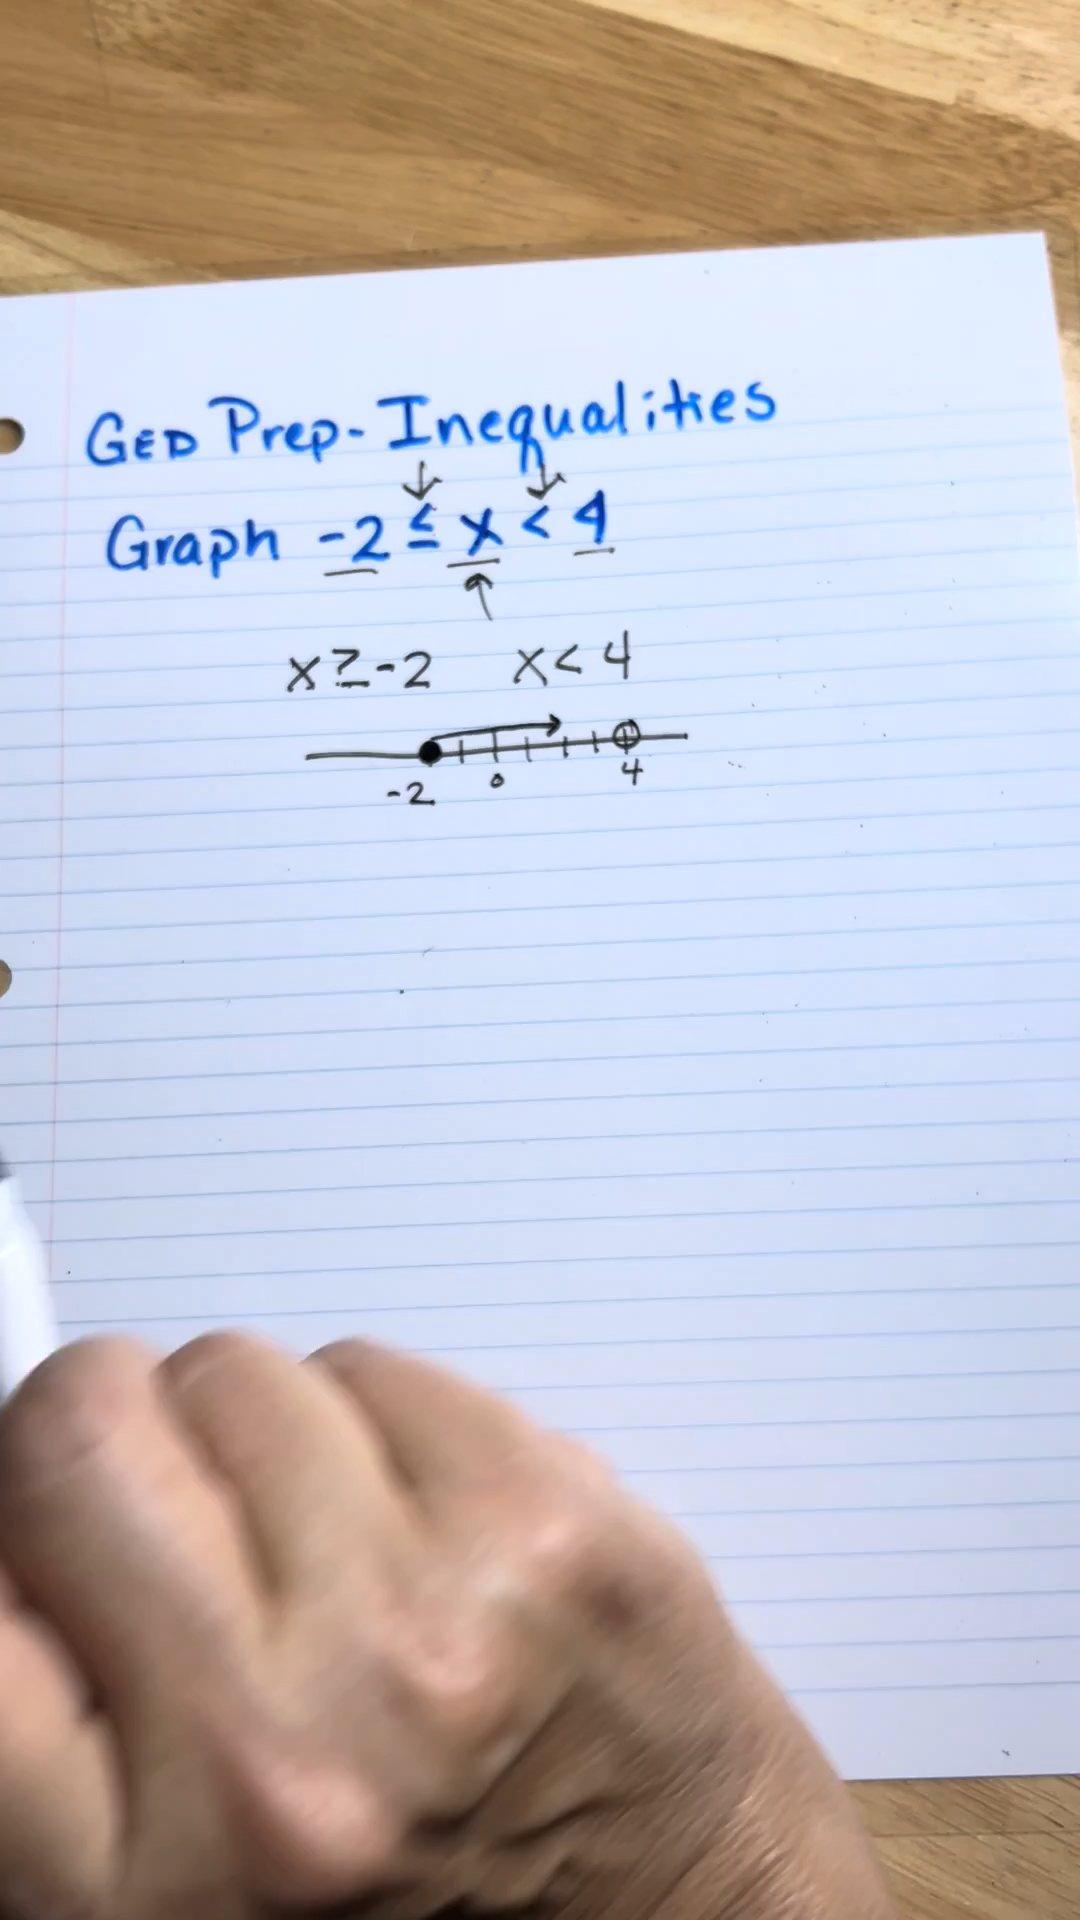 GED Prep-Inequalities
Graph -2 ≤ x < 4
x ≥ -2 x < 4
-2 0 4